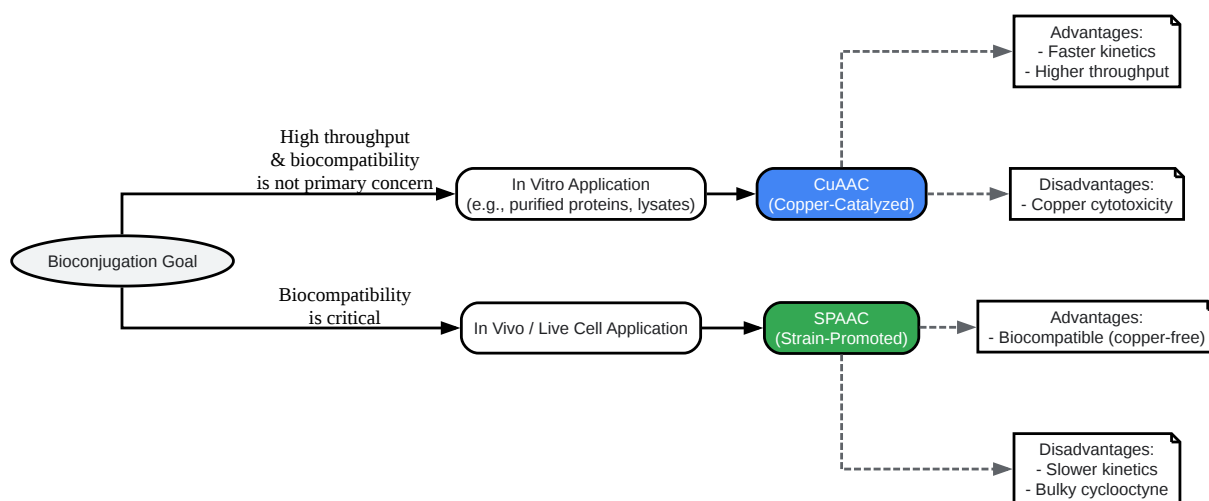 Advantages:
- Faster kinetics
- Higher throughput
High throughput
& biocompatibility
is not primary concern
In Vitro Application
(e.g., purified proteins, lysates)
CuAAC
(Copper-Catalyzed)
Disadvantages:
- Copper cytotoxicity
Bioconjugation Goal
Biocompatibility
is critical
In Vivo / Live Cell Application
SPAAC
(Strain-Promoted)
Advantages:
- Biocompatible (copper-free)
Disadvantages:
- Slower kinetics
- Bulky cyclooctyne